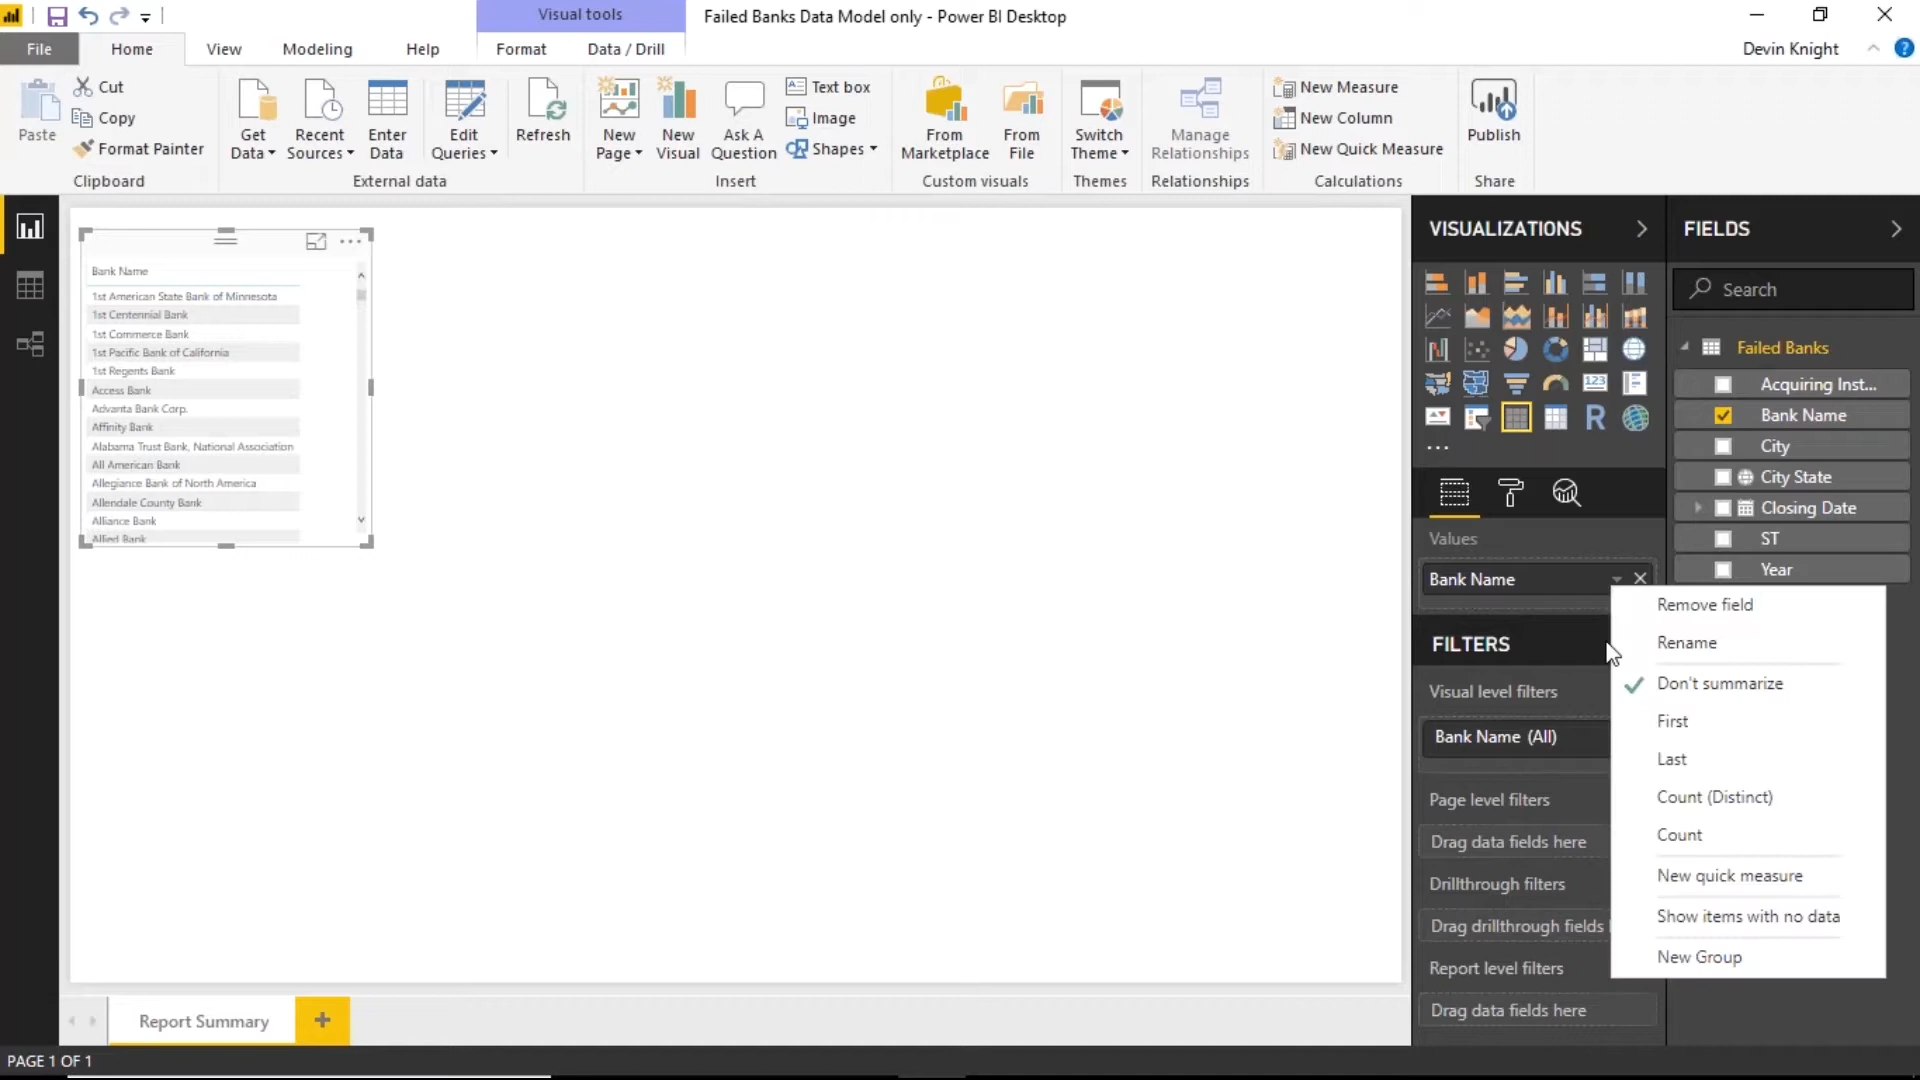 Visual tools
Failed Banks Data Model only - Power BI Desktop
File
Home
View
Modeling
Help
Format
Data / Drill
Devin Knight
?
Paste
Cut
Copy
Format Painter
Clipboard
Get
Data
Recent
Sources
Enter
Data
Edit
Queries
External data
Refresh
New
Page
New
Visual
Ask A
Question
Text box
Image
Shapes
Insert
From
Marketplace
From
File
Custom visuals
Switch
Theme
Themes
Manage
Relationships
Relationships
New Measure
New Column
New Quick Measure
Calculations
Publish
Share
Bank Name
1st American State Bank of Minnesota
1st Centennial Bank
1st Commerce Bank
1st Pacific Bank of California
1st Regents Bank
Access Bank
Advanta Bank Corp.
Affinity Bank
Alabama Trust Bank, National Association
All American Bank
Allegiance Bank of North America
Allendale County Bank
Alliance Bank
Allied Bank
VISUALIZATIONS
123
R
Values
Bank Name
FILTERS
Visual level filters
Bank Name (All)
Page level filters
Drag data fields here
Drillthrough filters
Drag drillthrough fields
Report level filters
Drag data fields here
FIELDS
Search
Failed Banks
Acquiring Inst...
Bank Name
City
City State
Closing Date
ST
Year
Remove field
Rename
Don't summarize
First
Last
Count (Distinct)
Count
New quick measure
Show items with no data
New Group
Report Summary
PAGE 1 OF 1